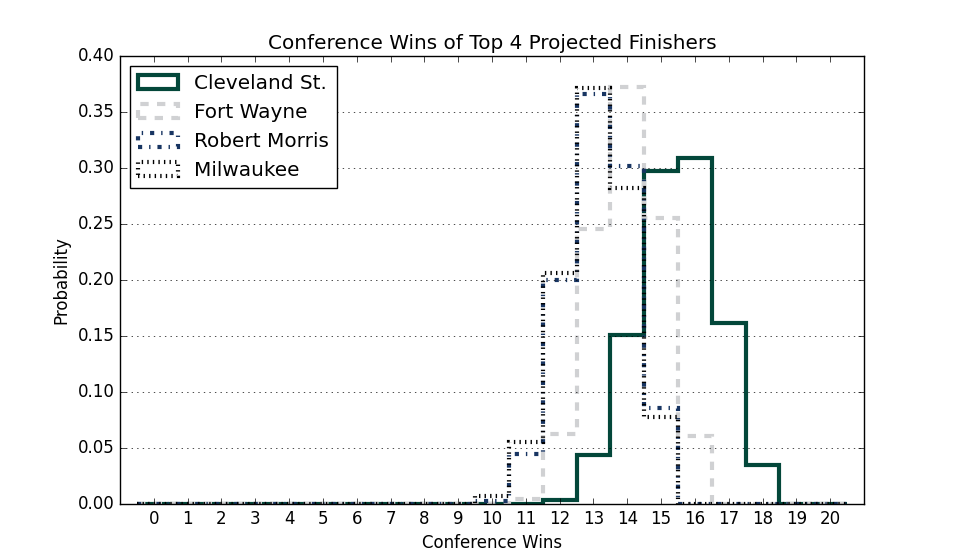 Conference Wins of Top 4 Projected Finishers
0.40
0.35
0.30
0.25
0.20
0.15
0.10
0.05
0.00
Probability
Cleveland St.
Fort Wayne
Robert Morris
Milwaukee
0 1 2 3 4 5 6 7 8 9 10 11 12 13 14 15 16 17 18 19 20
Conference Wins